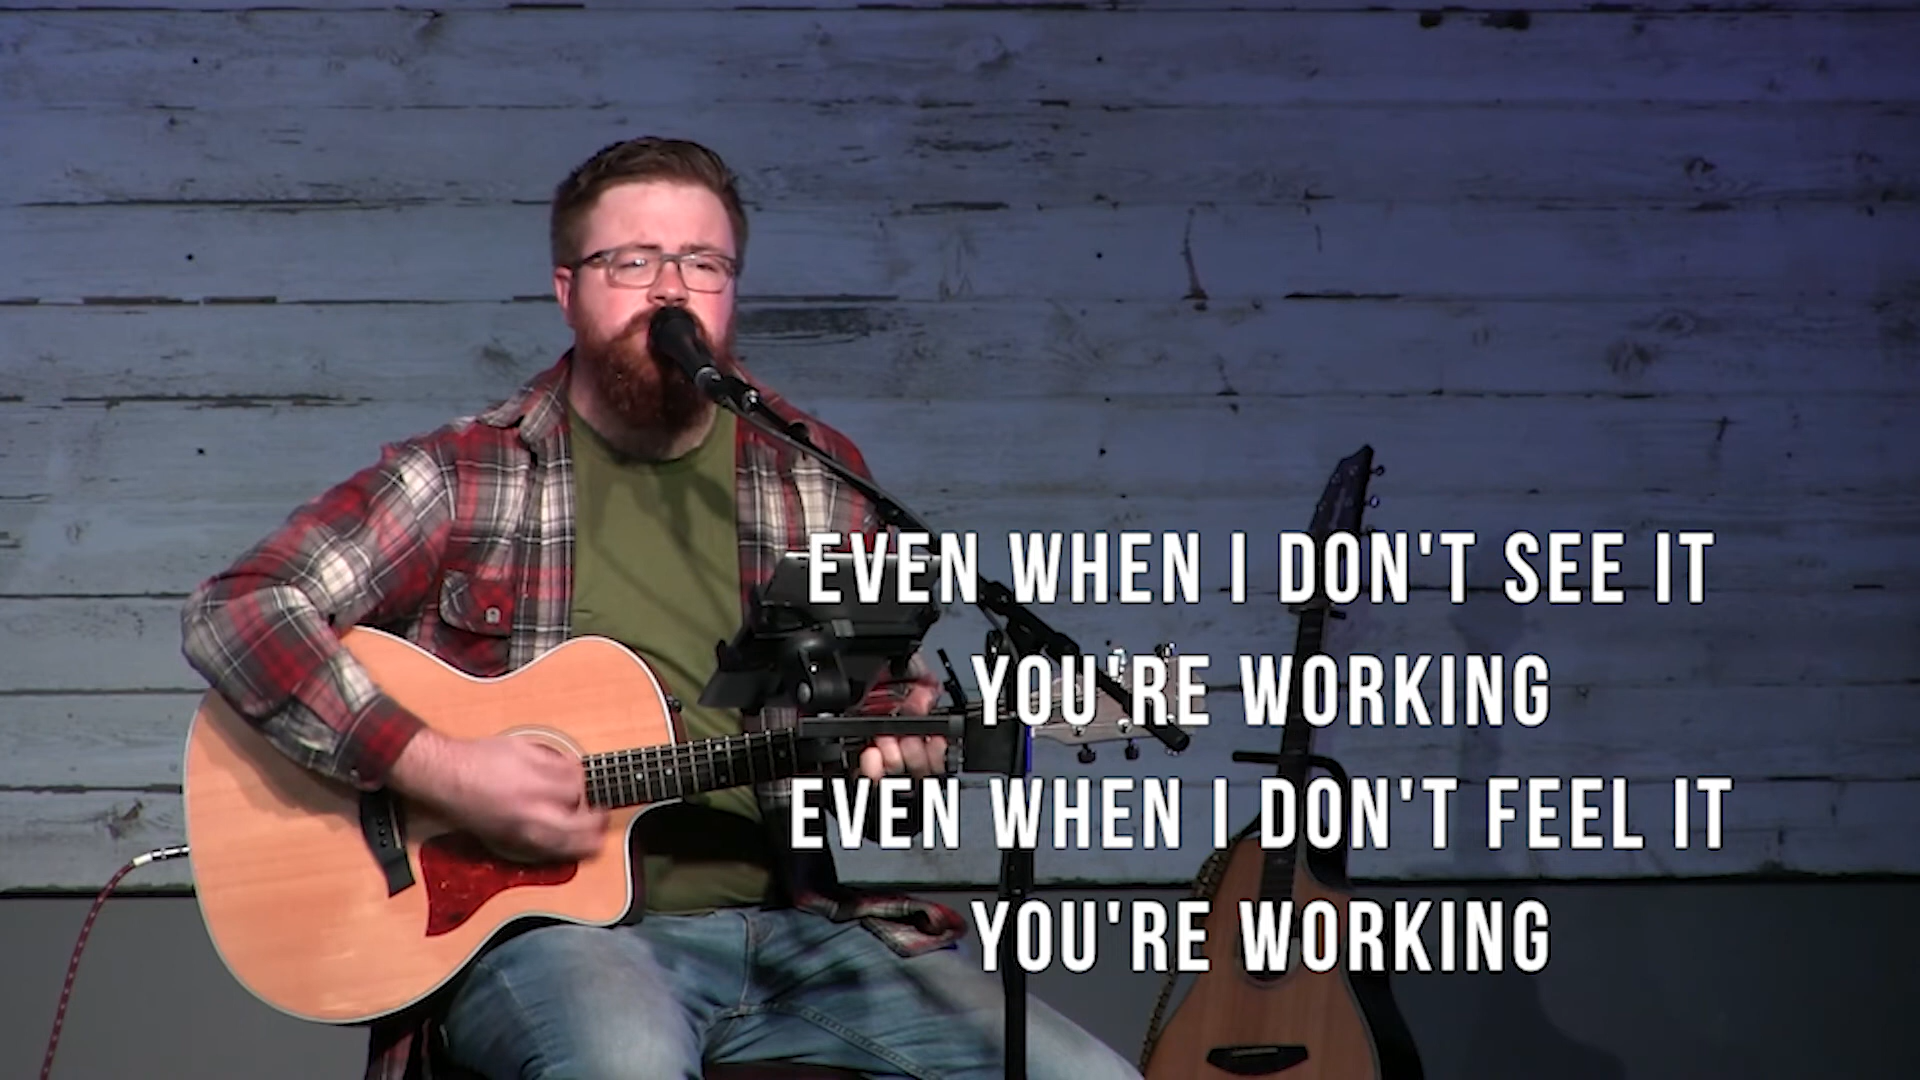 EVEN WHEN I DON'T SEE IT
YOU'RE WORKING
EVEN WHEN I DON'T FEEL IT
YOU'RE WORKING